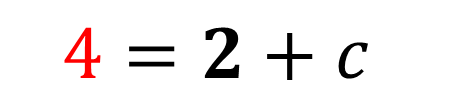 4 = 2 + c